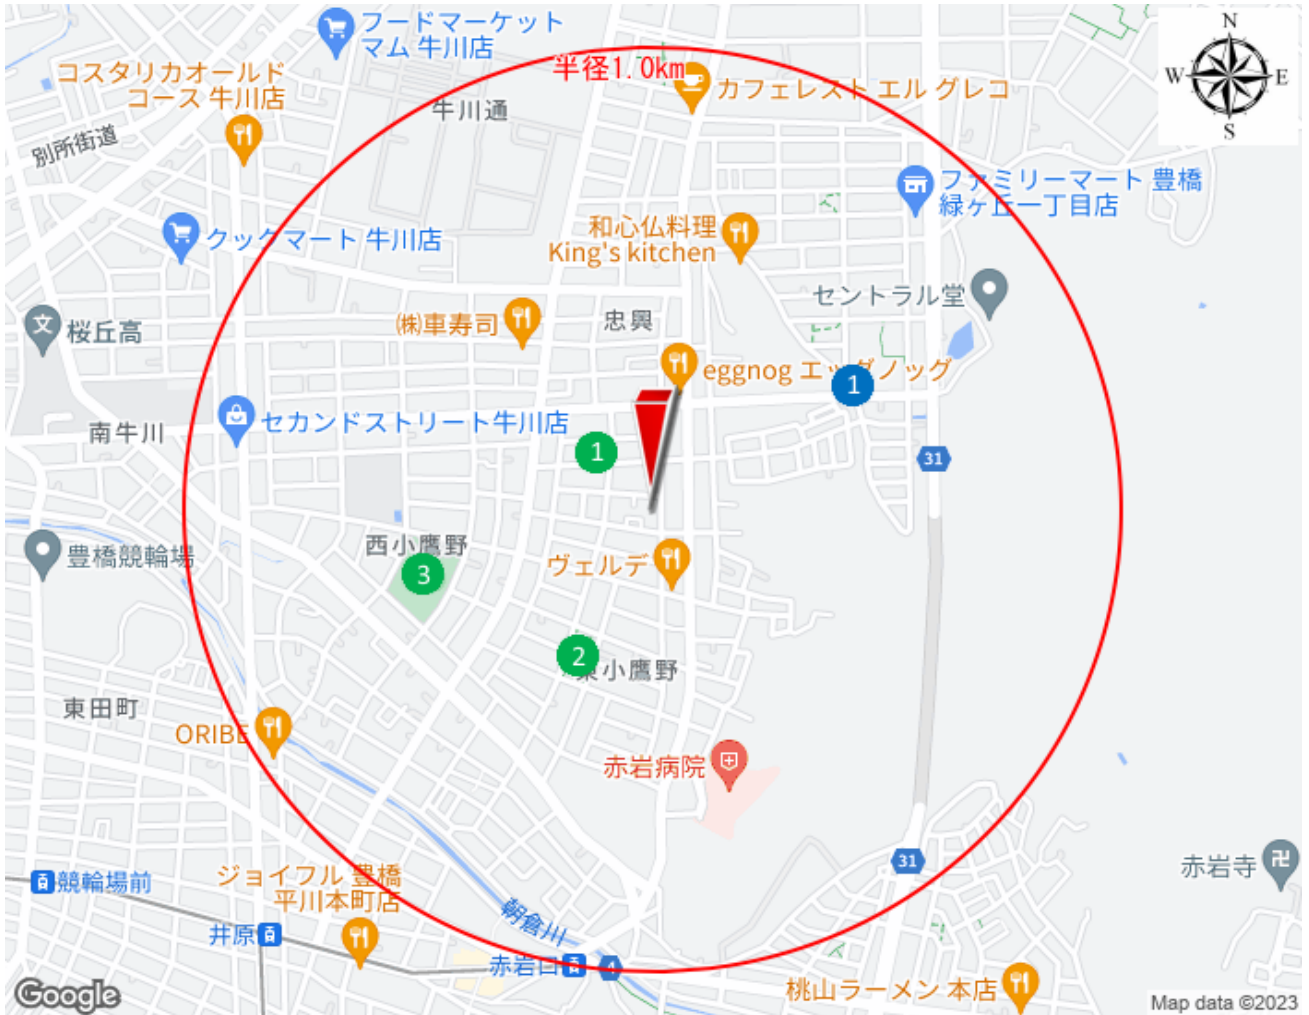 フードマーケット
マム 牛川店
N
W
E
S
半径1.0km
コスタリカオールド
コース 牛川店
牛川通
カフェレスト エル グレコ
別所街道
ファミリーマート 豊橋
緑ヶ丘一丁目店
和心仏料理
King's kitchen
クックマート 牛川店
セントラル堂
㈱車寿司
忠興
文
桜丘高
eggnog エッグノッグ
1
セカンドストリート牛川店
南牛川
1
31
西小鷹野
豊橋競輪場
ヴェルデ
3
2
東小鷹野
東田町
ORIBE
赤岩病院
31
赤岩寺
卍
競輪場前
ジョイフル 豊橋
平川本町店
朝倉川
井原
赤岩口
4
桃山ラーメン 本店
Google
Map data ©2023